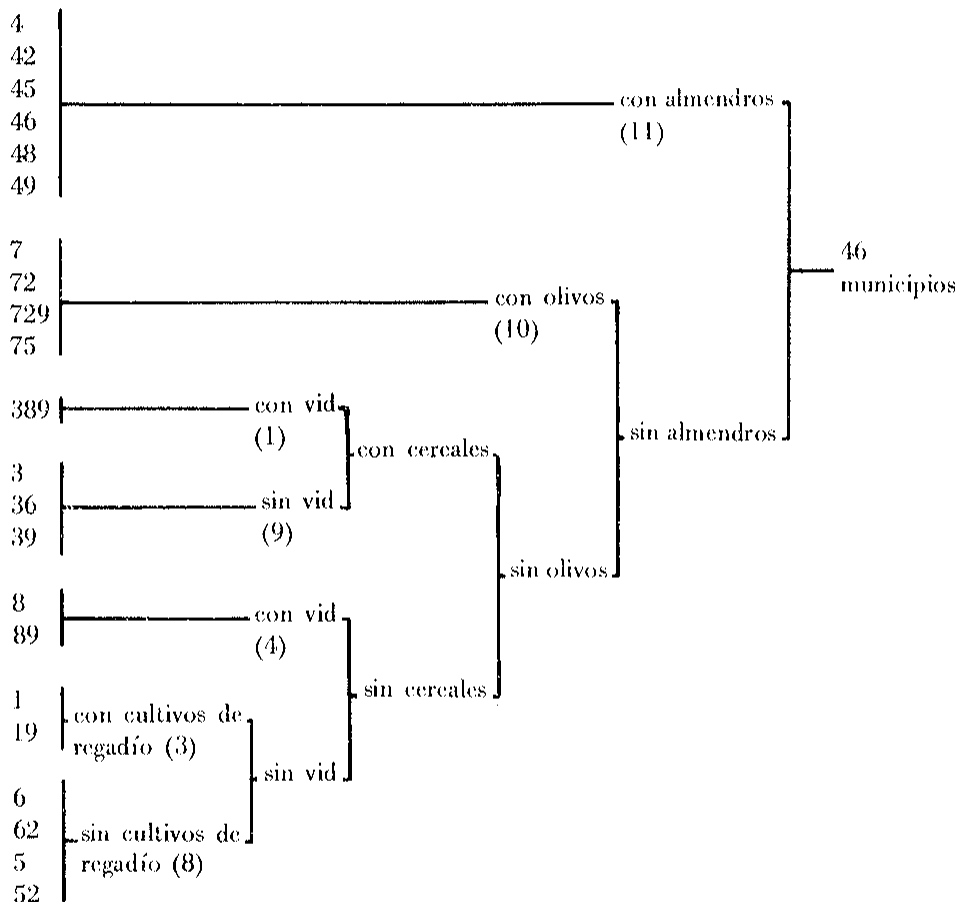 4
42
45
46
48
49
con almendros
(11)
7
72
729
75
con olivos
(10)
46
municipios
389
con vid
(1)
con cereales
sin almendros
3
36
39
sin vid
(9)
sin olivos
8
89
con vid
(4)
sin cereales
1
19
con cultivos de
regadío (3)
sin vid
6
62
5
52
sin cultivos de
regadío (8)